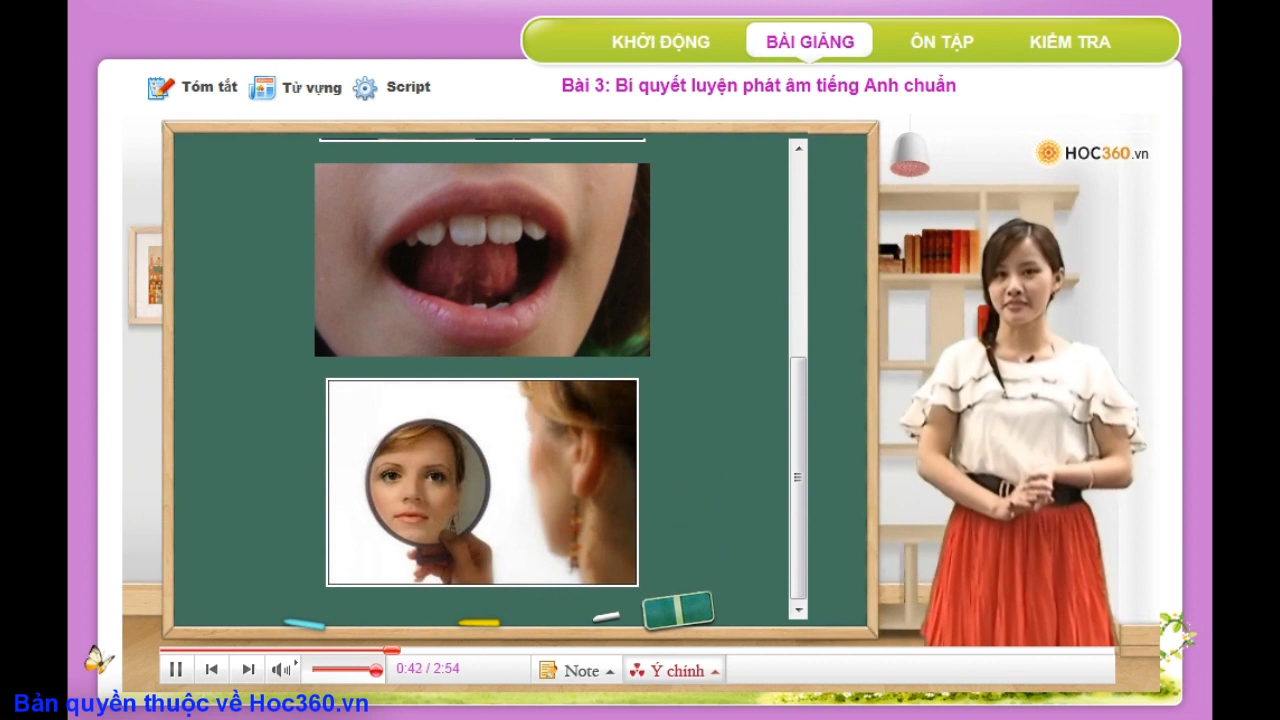 KHỞI ĐỘNG
BÀI GIẢNG
ÔN TẬP
KIỂM TRA
Tóm tắt
Từ vựng
Script
Bài 3: Bí quyết luyện phát âm tiếng Anh chuẩn
HOC360.vn
0:42 / 2:54
Note
Ý chính
Bản quyền thuộc về Hoc360.vn